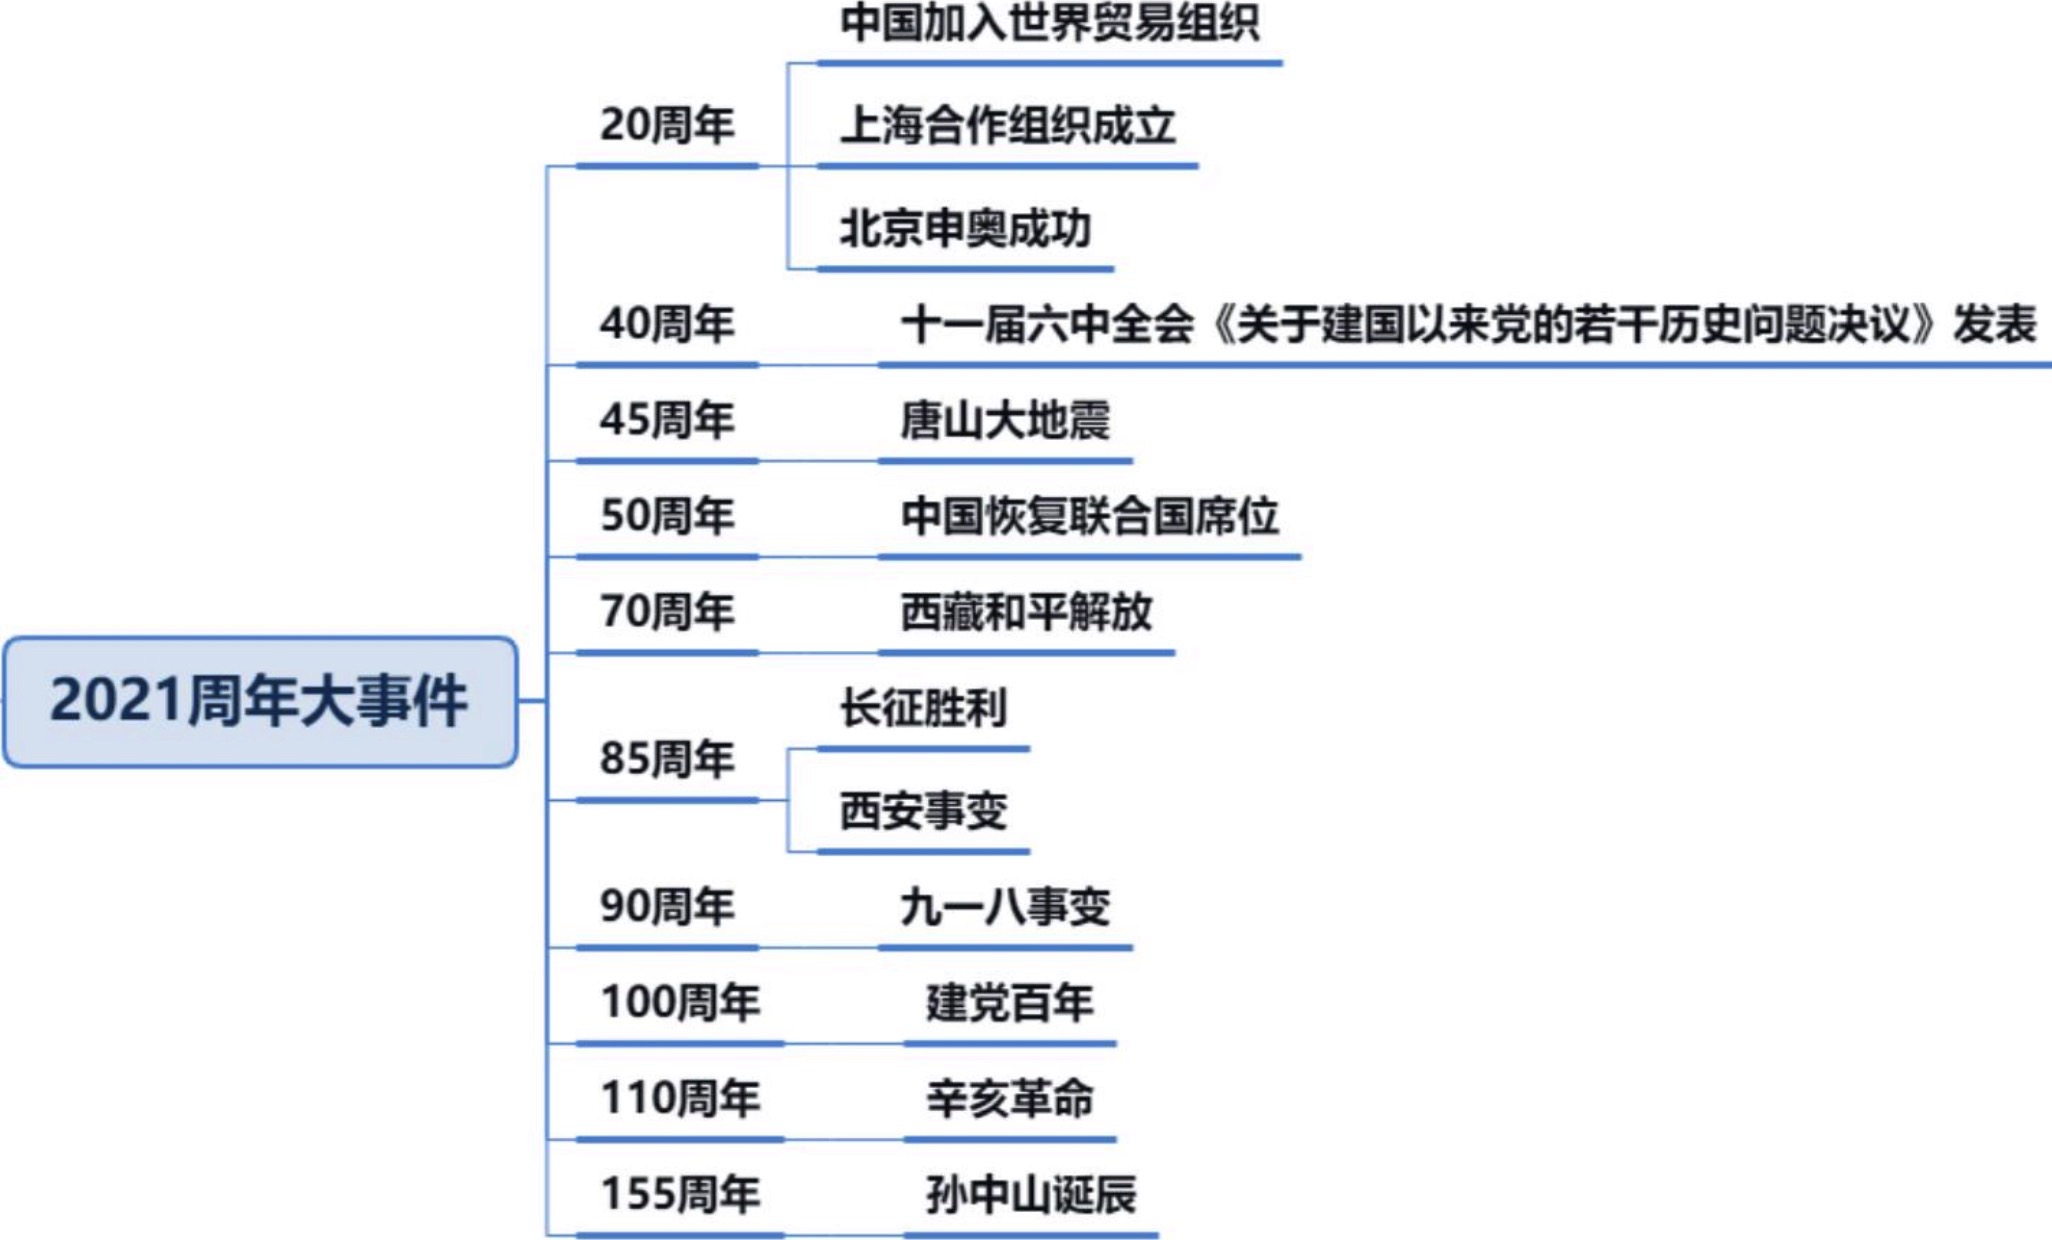 2021周年大事件
20周年
中国加入世界贸易组织
上海合作组织成立
北京申奥成功
40周年
十一届六中全会《关于建国以来党的若干历史问题决议》发表
45周年
唐山大地震
50周年
中国恢复联合国席位
70周年
西藏和平解放
85周年
长征胜利
西安事变
90周年
九一八事变
100周年
建党百年
110周年
辛亥革命
155周年
孙中山诞辰